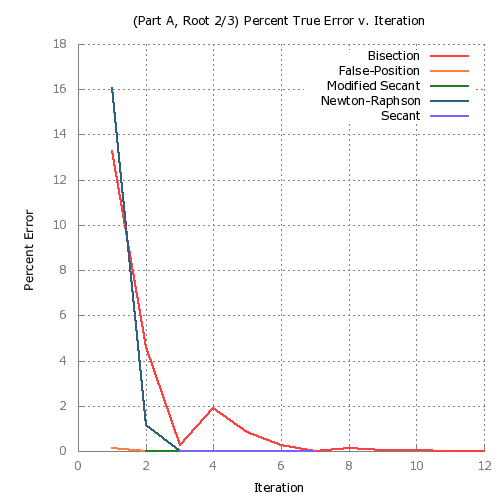 (Part A, Root 2/3) Percent True Error v. Iteration
18
16
14
12
10
8
6
4
2
0
Percent Error
Bisection
False-Position
Modified Secant
Newton-Raphson
Secant
0 2 4 6 8 10 12
Iteration